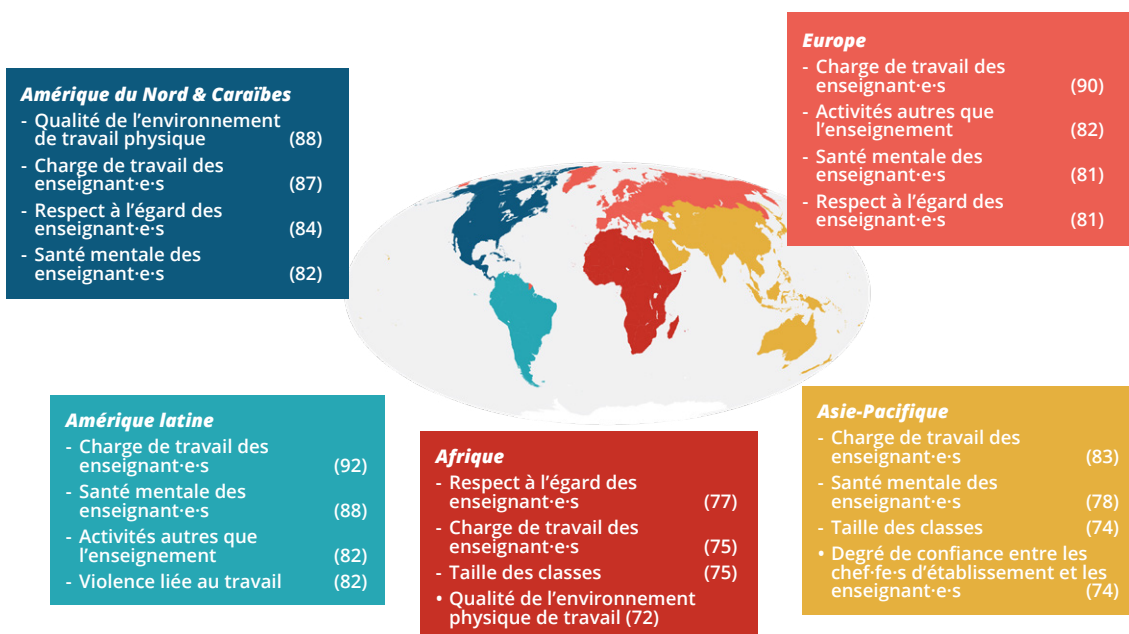 Amérique du Nord & Caraïbes
- Qualité de l’environnement
de travail physique (88)
- Charge de travail des
enseignant·e·s (87)
- Respect à l’égard des
enseignant·e·s (84)
- Santé mentale des
enseignant·e·s (82)
Europe
- Charge de travail des
enseignant·e·s (90)
- Activités autres que
l’enseignement (82)
- Santé mentale des
enseignant·e·s (81)
- Respect à l’égard des
enseignant·e·s (81)
Amérique latine
- Charge de travail des
enseignant·e·s (92)
- Santé mentale des
enseignant·e·s (88)
- Activités autres que
l’enseignement (82)
- Violence liée au travail (82)
Afrique
- Respect à l’égard des
enseignant·e·s (77)
- Charge de travail des
enseignant·e·s (75)
- Taille des classes (75)
• Qualité de l’environnement
physique de travail (72)
Asie-Pacifique
- Charge de travail des
enseignant·e·s (83)
- Santé mentale des
enseignant·e·s (78)
- Taille des classes (74)
• Degré de confiance entre les
chef·fe·s d’établissement et les
enseignant·e·s (74)